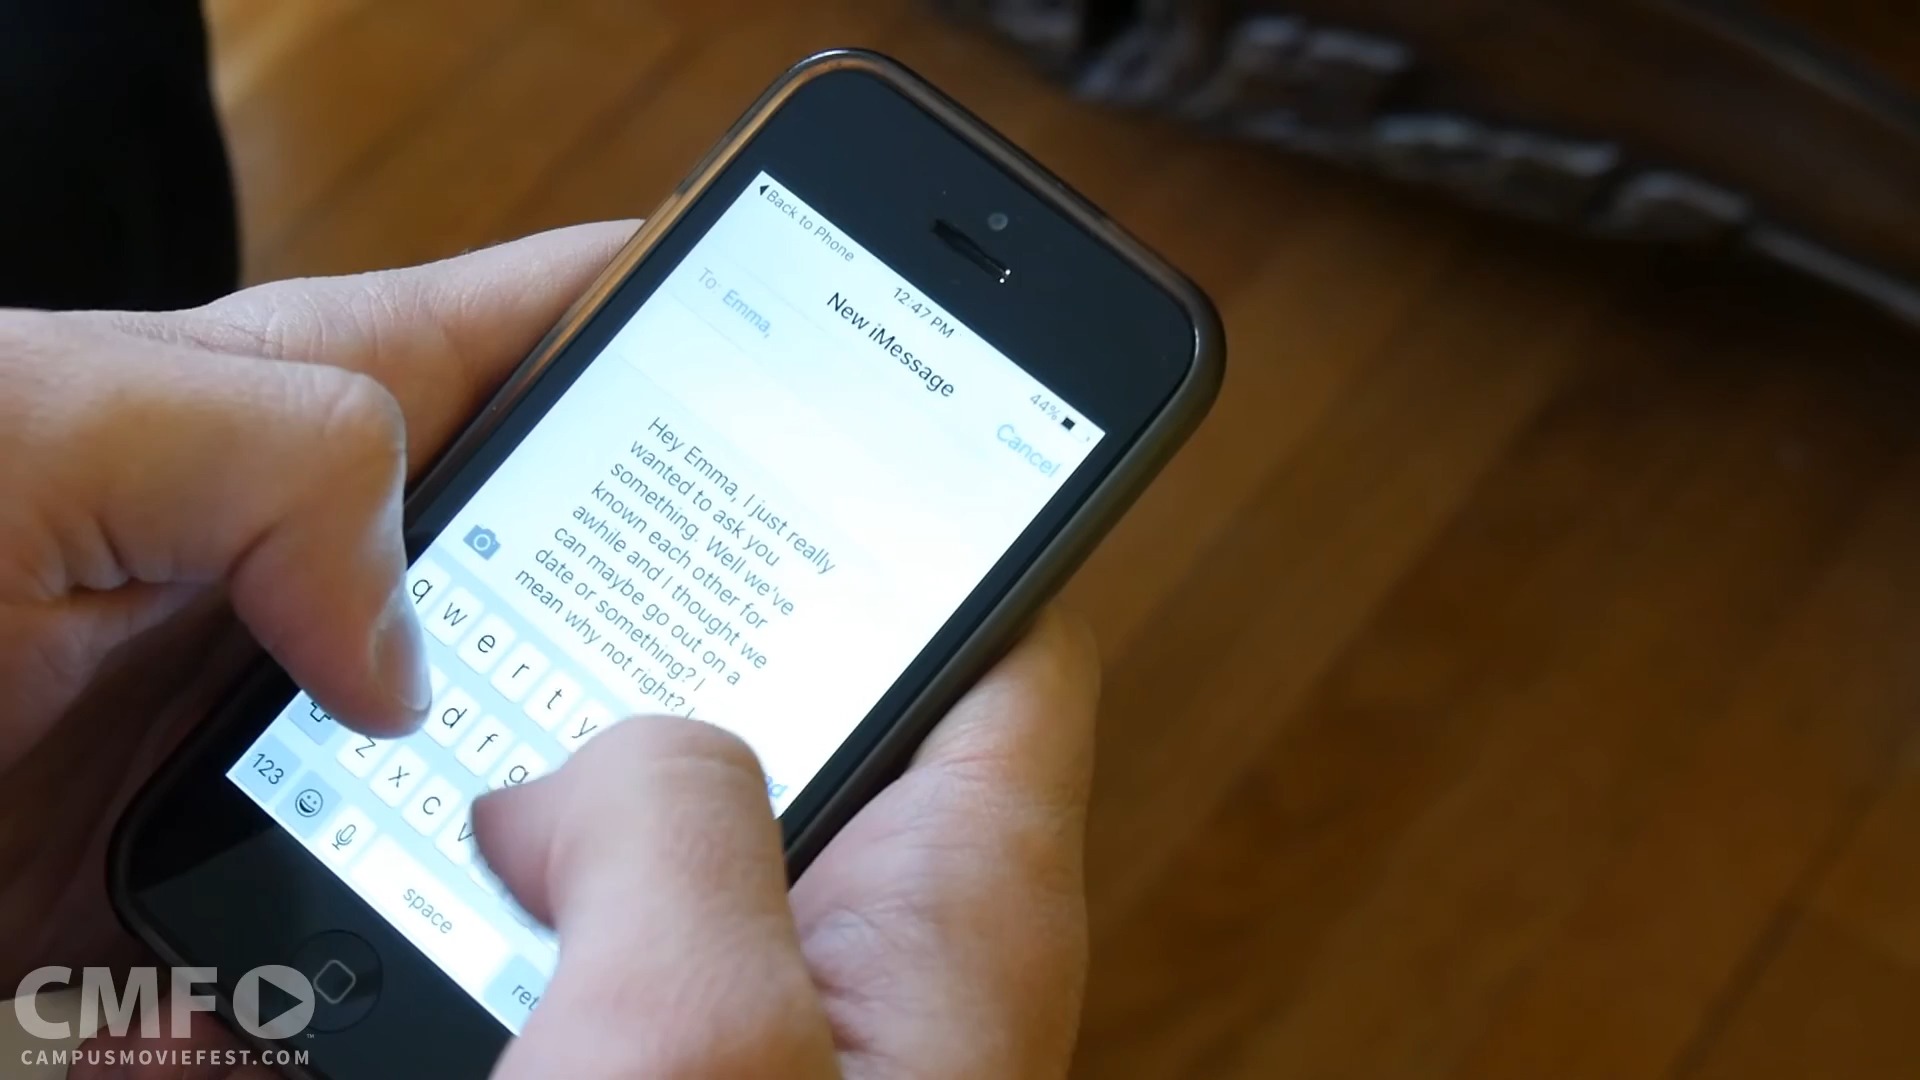 ◀Back to Phone
12:47 PM
44%
New iMessage
Cancel
To: Emma,
Hey Emma, I just really
wanted to ask you
something. Well we've
known each other for
awhile and I thought we
can maybe go out on a
date or something? I
mean why not right? I
q w e r t y
d f g
z x c v
123
space
CMF
CAMPUSMOVIEFEST.COM